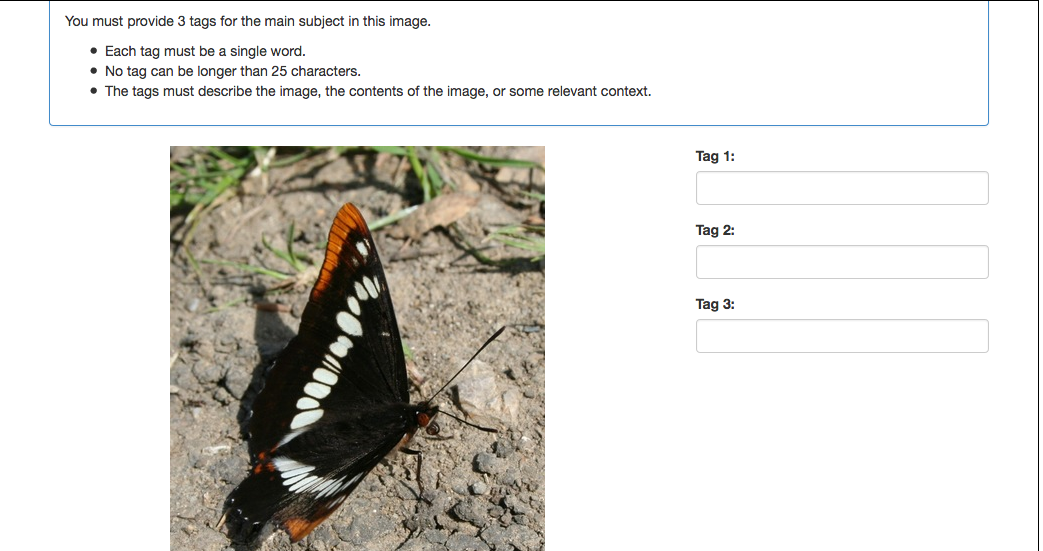 You must provide 3 tags for the main subject in this image.
Each tag must be a single word.
No tag can be longer than 25 characters.
The tags must describe the image, the contents of the image, or some relevant context.
Tag 1:
Tag 2:
Tag 3: